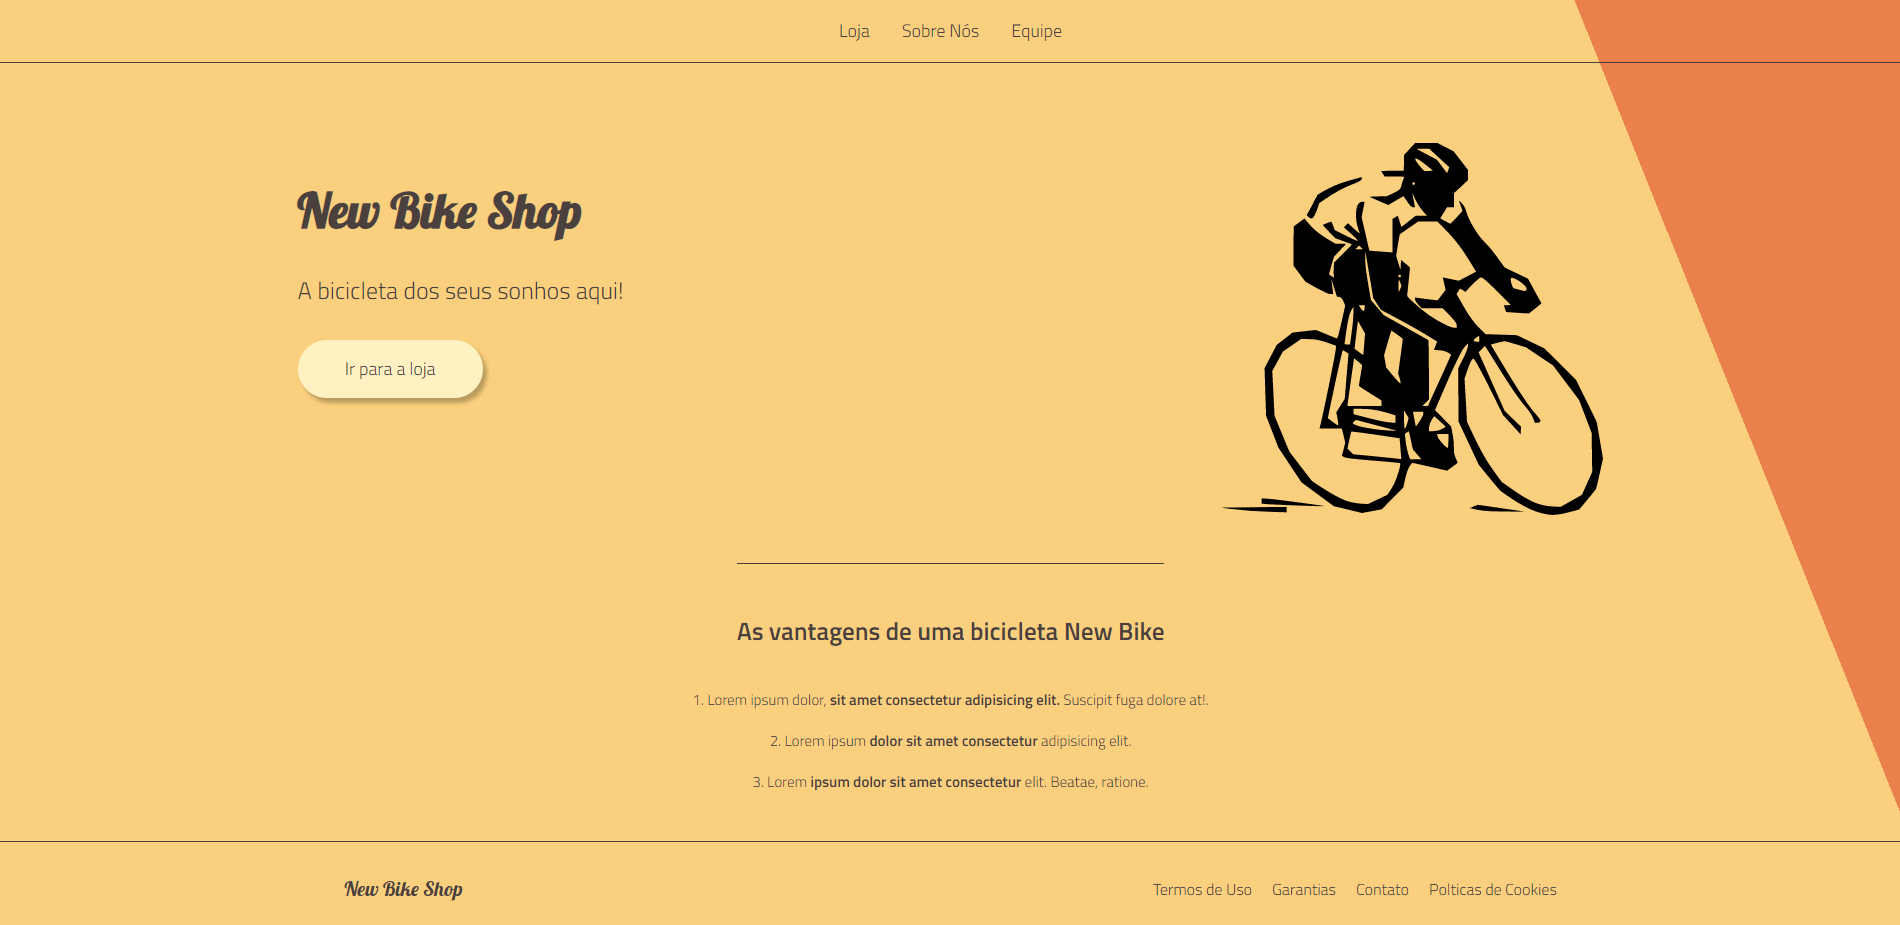 Loja Sobre Nós Equipe
New Bike Shop
A bicicleta dos seus sonhos aqui!
Ir para a loja
As vantagens de uma bicicleta New Bike
1. Lorem ipsum dolor, sit amet consectetur adipisicing elit. Suscipit fuga dolore at!.
2. Lorem ipsum dolor sit amet consectetur adipisicing elit.
3. Lorem ipsum dolor sit amet consectetur elit. Beatae, ratione.
New Bike Shop Termos de Uso Garantias Contato Polticas de Cookies